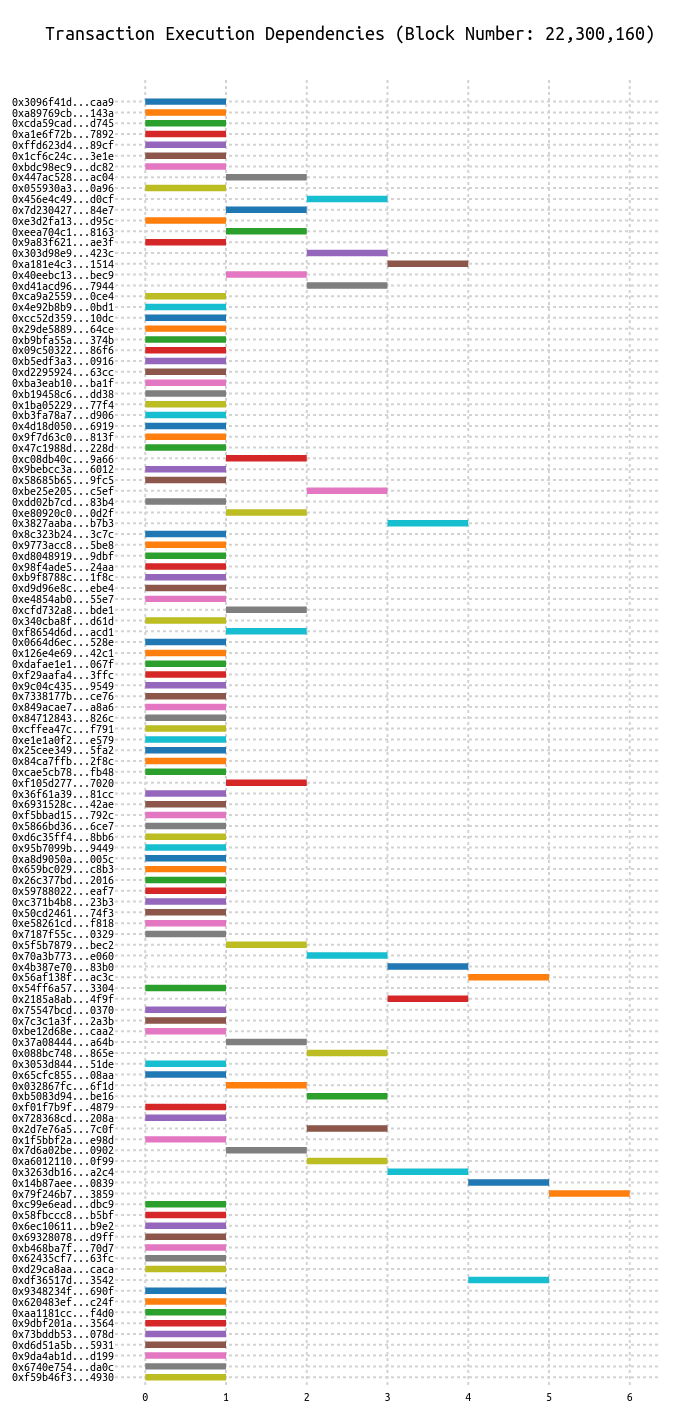 Transaction Execution Dependencies (Block Number: 22,300,160)
0x3096f41d...caa9
0xa89769cb...143a
0xcda59cad...d745
0xa1e6f72b...7892
0xffd623d4...89cf
0x1cf6c24c...3e1e
0xbdc98ec9...dc82
0x447ac528...ac04
0x055930a3...0a96
0x456e4c49...d0cf
0x7d230427...84e7
0xe3d2fa13...d95c
0xeea704c1...8163
0x9a83f621...ae3f
0x303d98e9...423c
0xa181e4c3...1514
0x40eebc13...bec9
0xd41acd96...7944
0xca9a2559...0ce4
0x4e92b8b9...0bd1
0xcc52d359...10dc
0x29de5889...64ce
0xb9bfa55a...374b
0x09c50322...86f6
0xb5edf3a3...0916
0xd2295924...63cc
0xba3eab10...ba1f
0xb19458c6...dd38
0x1ba05229...77f4
0xb3fa78a7...d906
0x4d18d050...6919
0x9f7d63c0...813f
0x47c1988d...228d
0xc08db40c...9a66
0x9bebcc3a...6012
0x58685b65...9fc5
0xbe25e205...c5ef
0xdd02b7cd...83b4
0xe80920c0...0d2f
0x3827aaba...b7b3
0x8c323b24...3c7c
0x9773acc8...5be8
0xd8048919...9dbf
0x98f4ade5...24aa
0xb9f8788c...1f8c
0xd9d96e8c...ebe4
0xe4854ab0...55e7
0xcfd732a8...bde1
0x340cba8f...d61d
0xf8654d6d...acd1
0x0664d6ec...528e
0x126e4e69...42c1
0xdafae1e1...067f
0xf29aafa4...3ffc
0x9c04c435...9549
0x7338177b...ce76
0x849acae7...a8a6
0x84712843...826c
0xcffea47c...f791
0xe1e1a0f2...e579
0x25cee349...5fa2
0x84ca7ffb...2f8c
0xcae5cb78...fb48
0xf105d277...7020
0x36f61a39...81cc
0x6931528c...42ae
0xf5bbad15...792c
0x5866bd36...6ce7
0xd6c35ff4...8bb6
0x95b7099b...9449
0xa8d9050a...005c
0x659bc029...c8b3
0x26c377bd...2016
0x59788022...eaf7
0xc371b4b8...23b3
0x50cd2461...74f3
0xe58261cd...f818
0x7187f55c...0329
0x5f5b7879...bec2
0x70a3b773...e060
0x4b387e70...83b0
0x56af138f...ac3c
0x54ff6a57...3304
0x2185a8ab...4f9f
0x75547bcd...0370
0x7c3c1a3f...2a3b
0xbe12d68e...caa2
0x37a08444...a64b
0x088bc748...865e
0x3053d844...51de
0x65cfc855...08aa
0x032867fc...6f1d
0xb5083d94...be16
0xf01f7b9f...4879
0x728368cd...208a
0x2d7e76a5...7c0f
0x1f5bbf2a...e98d
0x7d6a02be...0902
0xa6012110...0f99
0x3263db16...a2c4
0x14b87aee...0839
0x79f246b7...3859
0xc99e6ead...dbc9
0x58fbccc8...b5bf
0x6ec10611...b9e2
0x69328078...d9ff
0xb468ba7f...70d7
0x62435cf7...63fc
0xd29ca8aa...caca
0xdf36517d...3542
0x9348234f...690f
0x620483ef...c24f
0xaa1181cc...f4d0
0x9dbf201a...3564
0x73bddb53...078d
0xd6d51a5b...5931
0x9da4ab1d...d199
0x6740e754...da0c
0xf59b46f3...4930
0 1 2 3 4 5 6